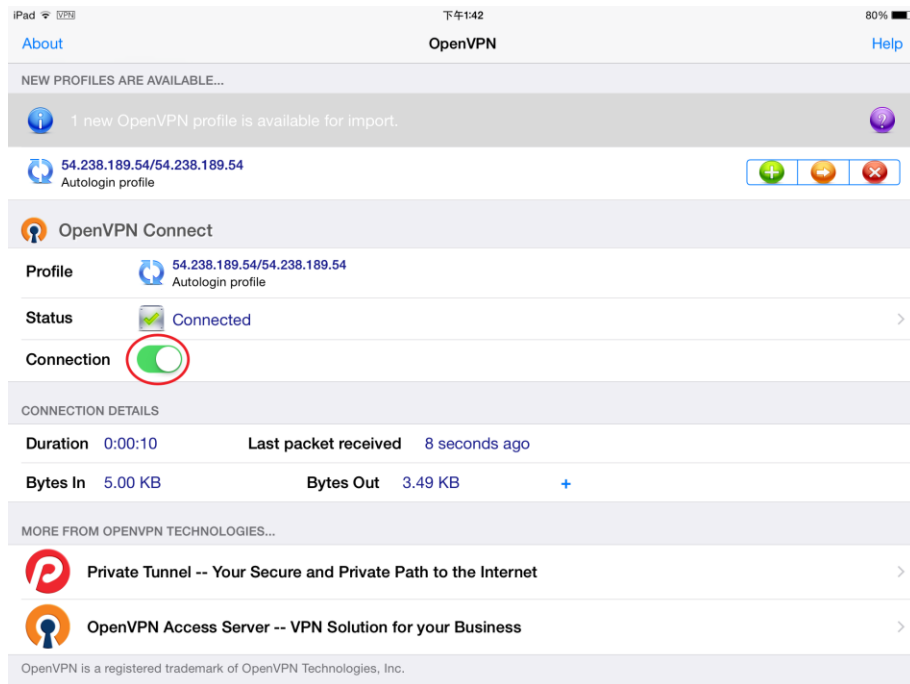 iPad VPN 下午1:42 80%
About OpenVPN Help
NEW PROFILES ARE AVAILABLE...
1 new OpenVPN profile is available for import.
54.238.189.54/54.238.189.54
Autologin profile
OpenVPN Connect
Profile 54.238.189.54/54.238.189.54
Autologin profile
Status Connected
Connection
CONNECTION DETAILS
Duration 0:00:10 Last packet received 8 seconds ago
Bytes In 5.00 KB Bytes Out 3.49 KB +
MORE FROM OPENVPN TECHNOLOGIES...
Private Tunnel -- Your Secure and Private Path to the Internet
OpenVPN Access Server -- VPN Solution for your Business
OpenVPN is a registered trademark of OpenVPN Technologies, Inc.